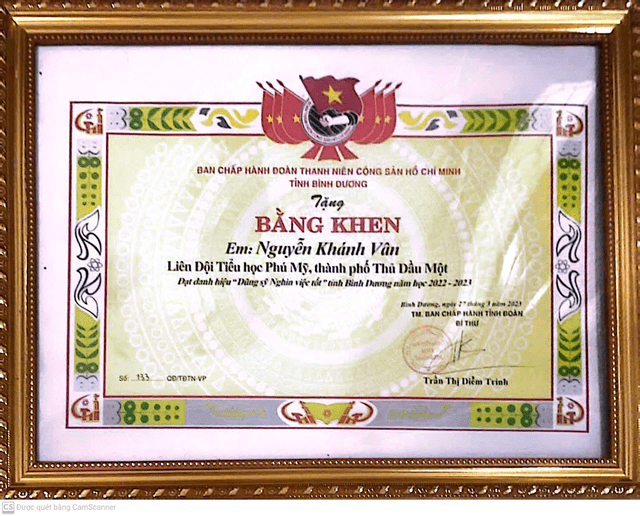 BAN CHẤP HÀNH ĐOÀN THANH NIÊN CỘNG SẢN HỒ CHÍ MINH
TỈNH BÌNH DƯƠNG
Tặng
BẰNG KHEN
Em: Nguyễn Khánh Vân
Liên Đội Tiểu học Phú Mỹ, thành phố Thủ Dầu Một
Đạt danh hiệu "Dũng sỹ Nghìn việc tốt" tỉnh Bình Dương năm học 2022 - 2023
Bình Dương, ngày 27 tháng 3 năm 2023
TM. BAN CHẤP HÀNH TỈNH ĐOÀN
BÍ THƯ
Số: 133 QĐ/TĐTN-VP
Trần Thị Diễm Trinh
CS Được quét bằng CamScanner